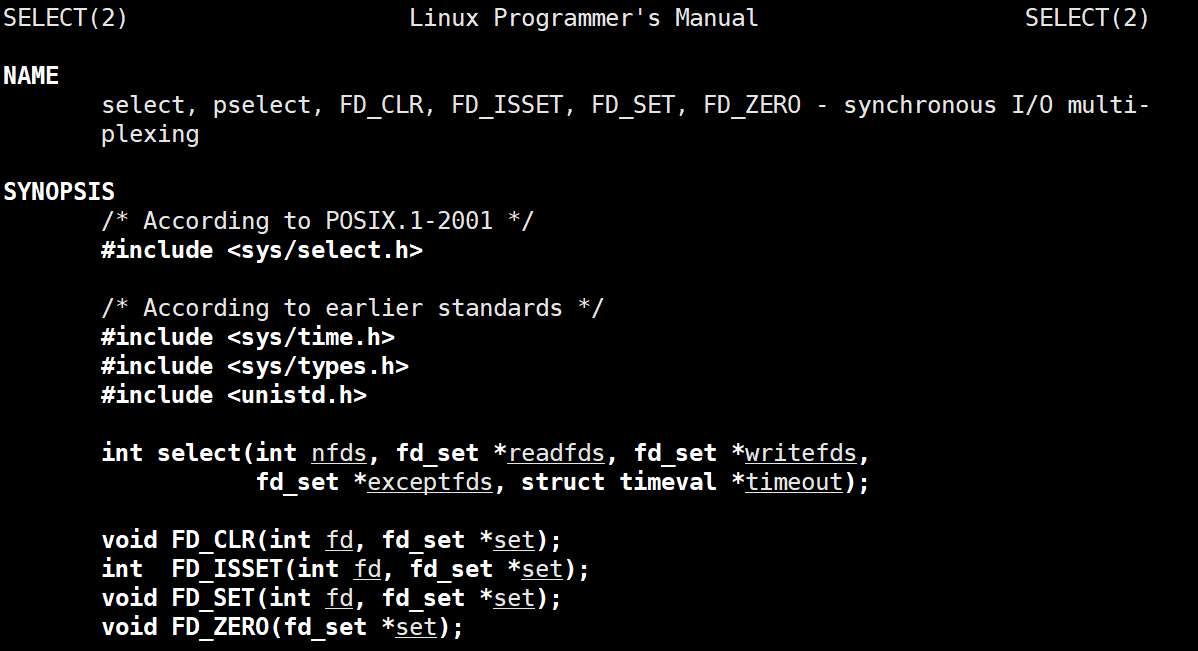 SELECT(2) Linux Programmer's Manual SELECT(2)
NAME
select, pselect, FD_CLR, FD_ISSET, FD_SET, FD_ZERO - synchronous I/O multi-
plexing
SYNOPSIS
/* According to POSIX.1-2001 */
#include <sys/select.h>
/* According to earlier standards */
#include <sys/time.h>
#include <sys/types.h>
#include <unistd.h>
int select(int nfds, fd_set *readfds, fd_set *writefds,
fd_set *exceptfds, struct timeval *timeout);
void FD_CLR(int fd, fd_set *set);
int  FD_ISSET(int fd, fd_set *set);
void FD_SET(int fd, fd_set *set);
void FD_ZERO(fd_set *set);